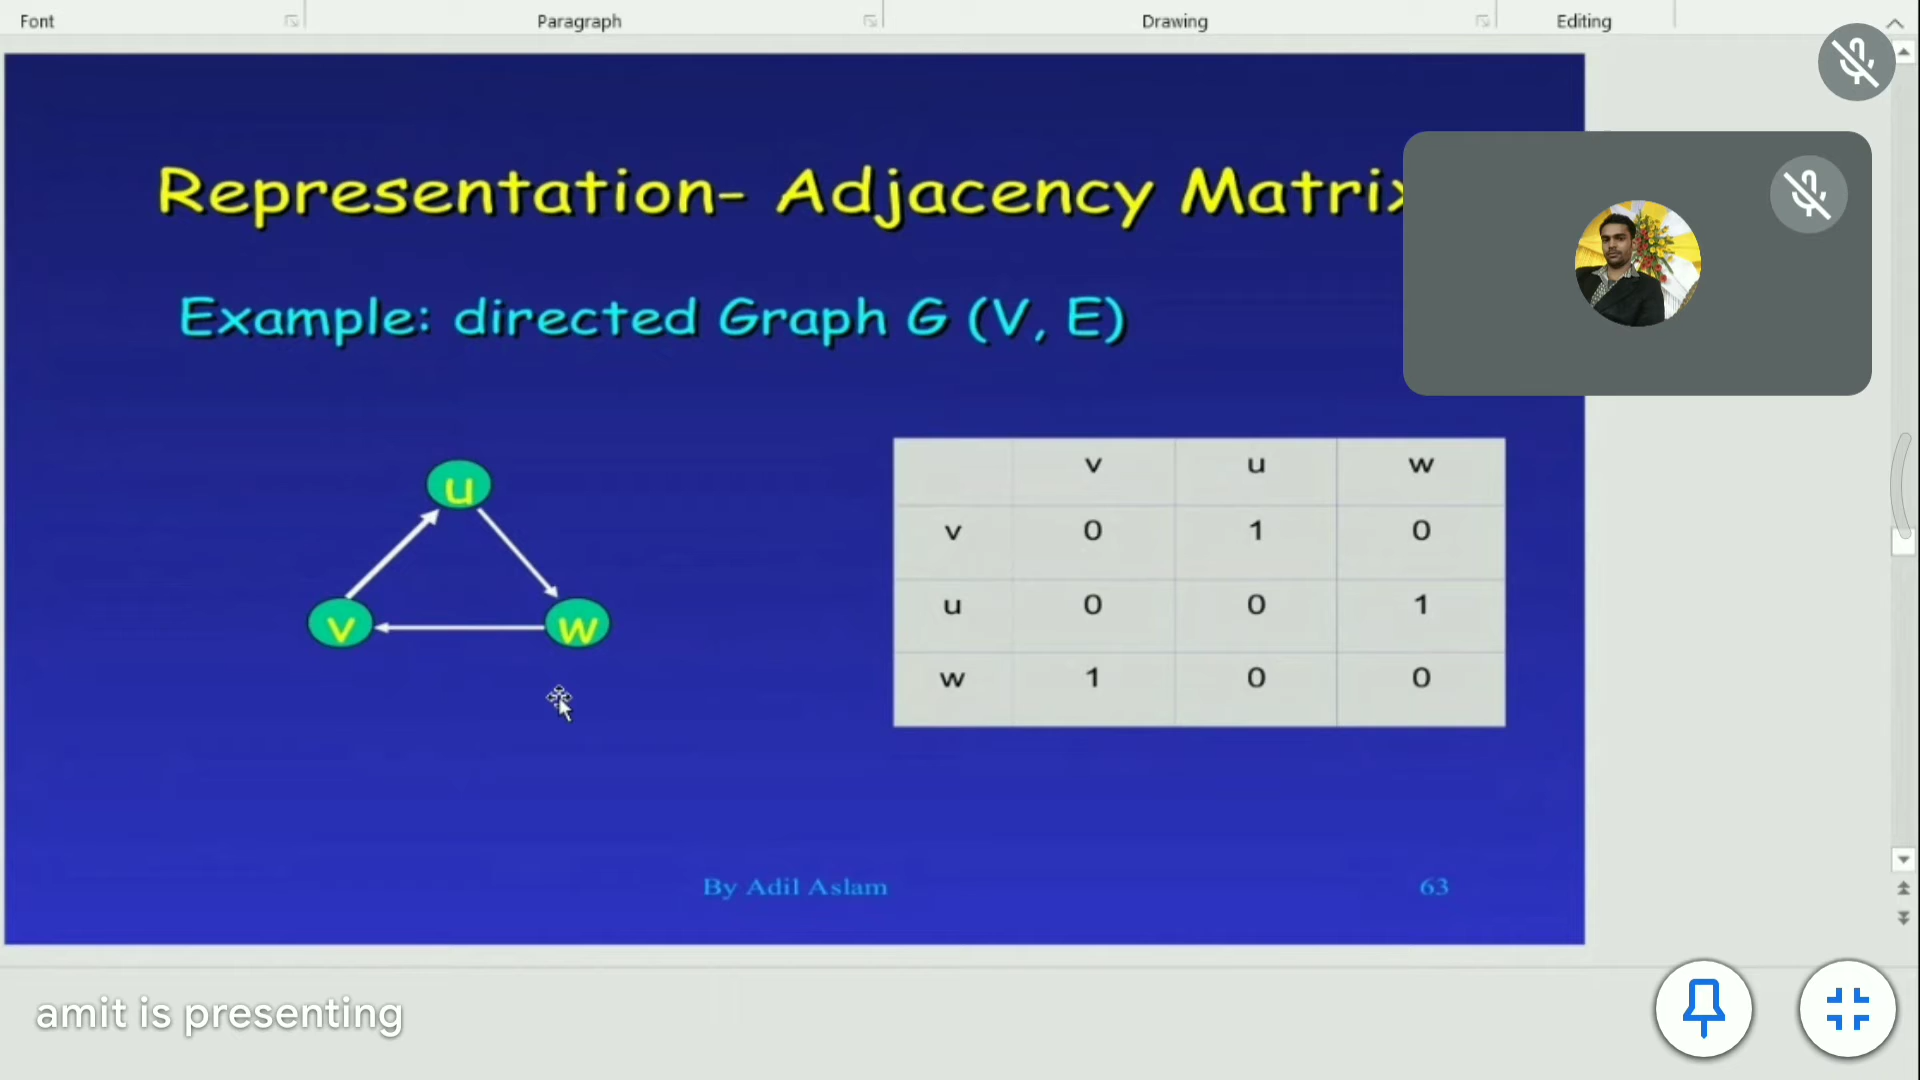 Font Paragraph Drawing Editing
Representation- Adjacency Matrix
Example: directed Graph G (V, E)
u
v w
v u w
v 0 1 0
u 0 0 1
w 1 0 0
By Adil Aslam 63
amit is presenting